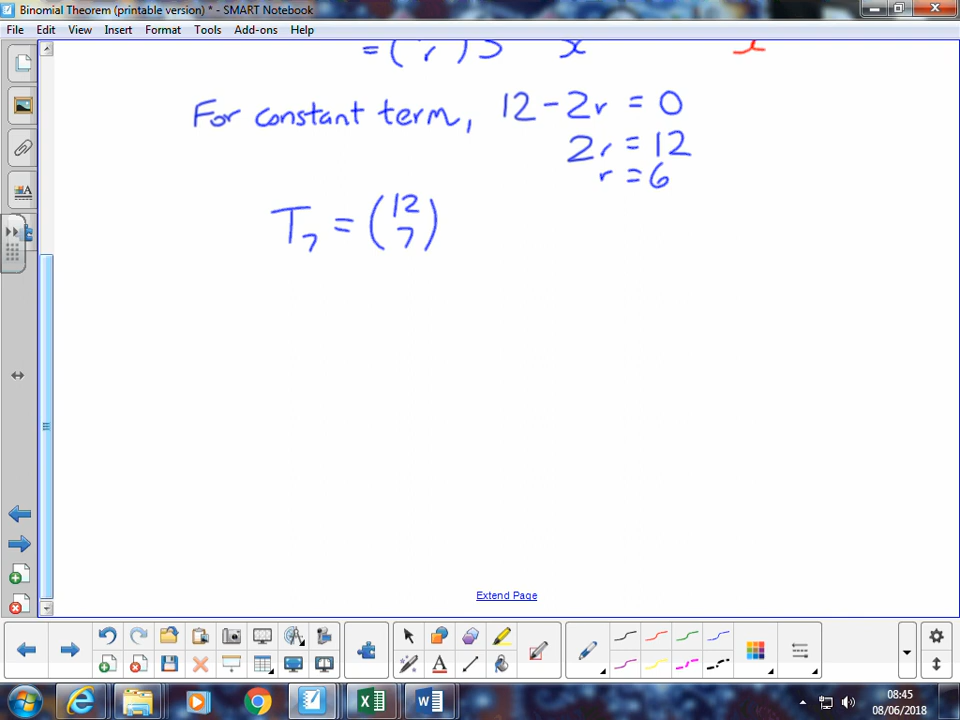 Binomial Theorem (printable version) * - SMART Notebook
File Edit View Insert Format Tools Add-ons Help
For constant term, 12 - 2r = 0
2r = 12
r = 6
T₇ = (12 7)
Extend Page
08:45
08/06/2018